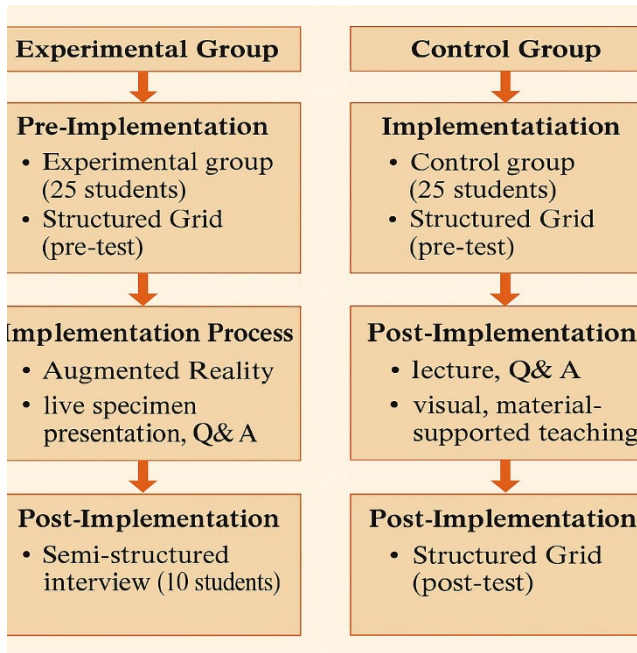 Experimental Group
Pre-Implementation
• Experimental group
(25 students)
• Structured Grid
(pre-test)
Implementation Process
• Augmented Reality
• live specimen
presentation, Q& A
Post-Implementation
• Semi-structured
interview (10 students)
Control Group
Implementatiation
• Control group
(25 students)
• Structured Grid
(pre-test)
Post-Implementation
• lecture, Q& A
• visual, material-
supported teaching
Post-Implementation
• Structured Grid
(post-test)